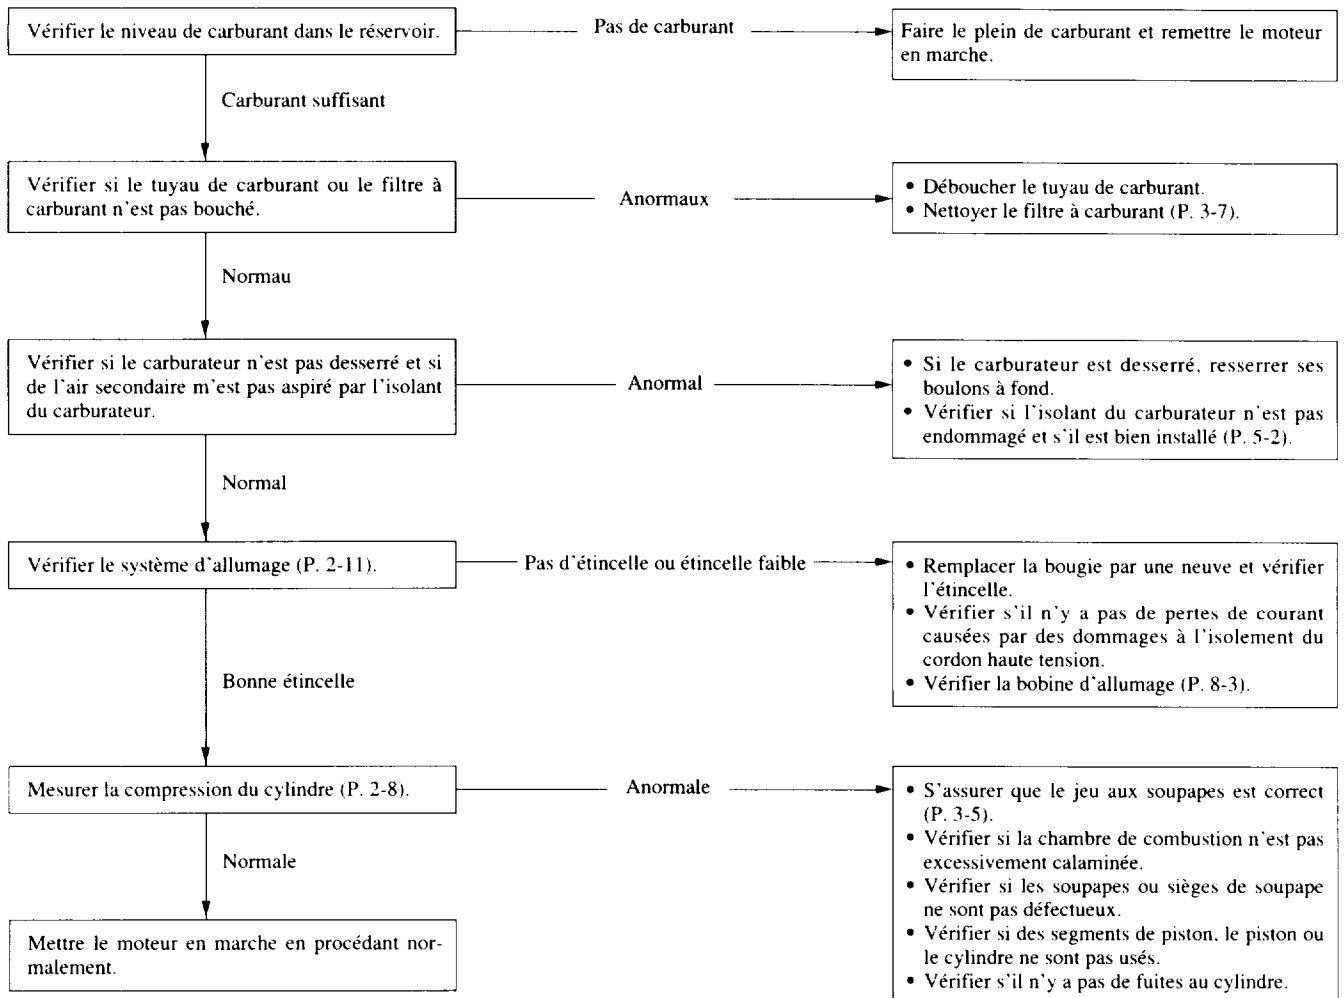 Vérifier le niveau de carburant dans le réservoir.
Pas de carburant
Faire le plein de carburant et remettre le moteur
en marche.
Carburant suffisant
Vérifier si le tuyau de carburant ou le filtre à
carburant n'est pas bouché.
Anormaux
• Déboucher le tuyau de carburant.
• Nettoyer le filtre à carburant (P. 3-7).
Normau
Vérifier si le carburateur n'est pas desserré et si
de l'air secondaire m'est pas aspiré par l'isolant
du carburateur.
Anormal
• Si le carburateur est desserré, resserrer ses
boulons à fond.
• Vérifier si l'isolant du carburateur n'est pas
endommagé et s'il est bien installé (P. 5-2).
Normal
Vérifier le système d'allumage (P. 2-11).
Pas d'étincelle ou étincelle faible
• Remplacer la bougie par une neuve et vérifier
l'étincelle.
• Vérifier s'il n'y a pas de pertes de courant
causées par des dommages à l'isolement du
cordon haute tension.
• Vérifier la bobine d'allumage (P. 8-3).
Bonne étincelle
Mesurer la compression du cylindre (P. 2-8).
Anormale
• S'assurer que le jeu aux soupapes est correct
(P. 3-5).
• Vérifier si la chambre de combustion n'est pas
excessivement calaminée.
• Vérifier si les soupapes ou sièges de soupape
ne sont pas défectueux.
• Vérifier si des segments de piston, le piston ou
le cylindre ne sont pas usés.
• Vérifier s'il n'y a pas de fuites au cylindre.
Normale
Mettre le moteur en marche en procédant nor-
malement.